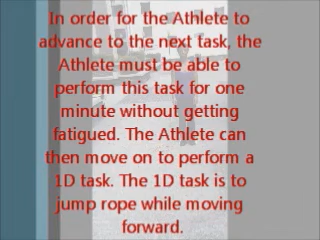 In order for the Athlete to
advance to the next task, the
Athlete must be able to
perform this task for one
minute without getting
fatigued. The Athlete can
then move on to perform a
1D task. The 1D task is to
jump rope while moving
forward.